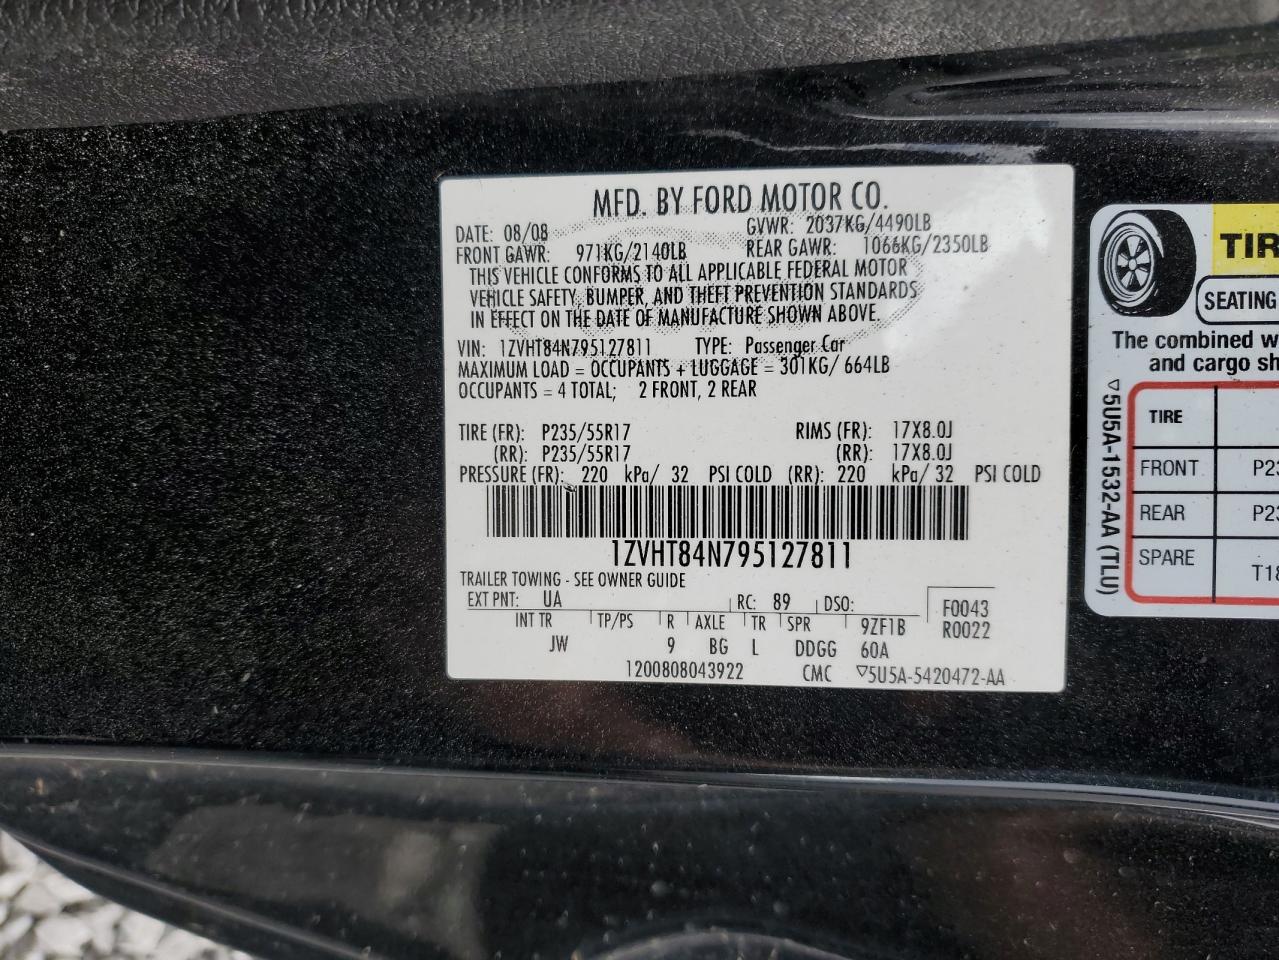 MFD. BY FORD MOTOR CO.
DATE: 08/08 GVWR: 2037KG/4490LB
FRONT GAWR: 971KG/2140LB REAR GAWR: 1066KG/2350LB
THIS VEHICLE CONFORMS TO ALL APPLICABLE FEDERAL MOTOR
VEHICLE SAFETY, BUMPER, AND THEFT PREVENTION STANDARDS
IN EFFECT ON THE DATE OF MANUFACTURE SHOWN ABOVE.
VIN: 1ZVHT84N795127811 TYPE: Passenger Car
MAXIMUM LOAD = OCCUPANTS + LUGGAGE = 301KG/ 664LB
OCCUPANTS = 4 TOTAL; 2 FRONT, 2 REAR
TIRE (FR): P235/55R17 RIMS (FR): 17X8.0J
(RR): P235/55R17 (RR): 17X8.0J
PRESSURE (FR): 220 kPa/ 32 PSI COLD (RR): 220 kPa/ 32 PSI COLD
1ZVHT84N795127811
TRAILER TOWING - SEE OWNER GUIDE
EXT PNT: UA RC: 89 DSO: F0043
INT TR TP/PS R AXLE TR SPR 9ZF1B R0022
JW 9 BG L DDGG 60A
1200808043922 CMC ▽5U5A-5420472-AA
TIR
SEATING
The combined w
and cargo sh
TIRE
FRONT P23
REAR P23
SPARE T18
▽5U5A-1532-AA (TLU)